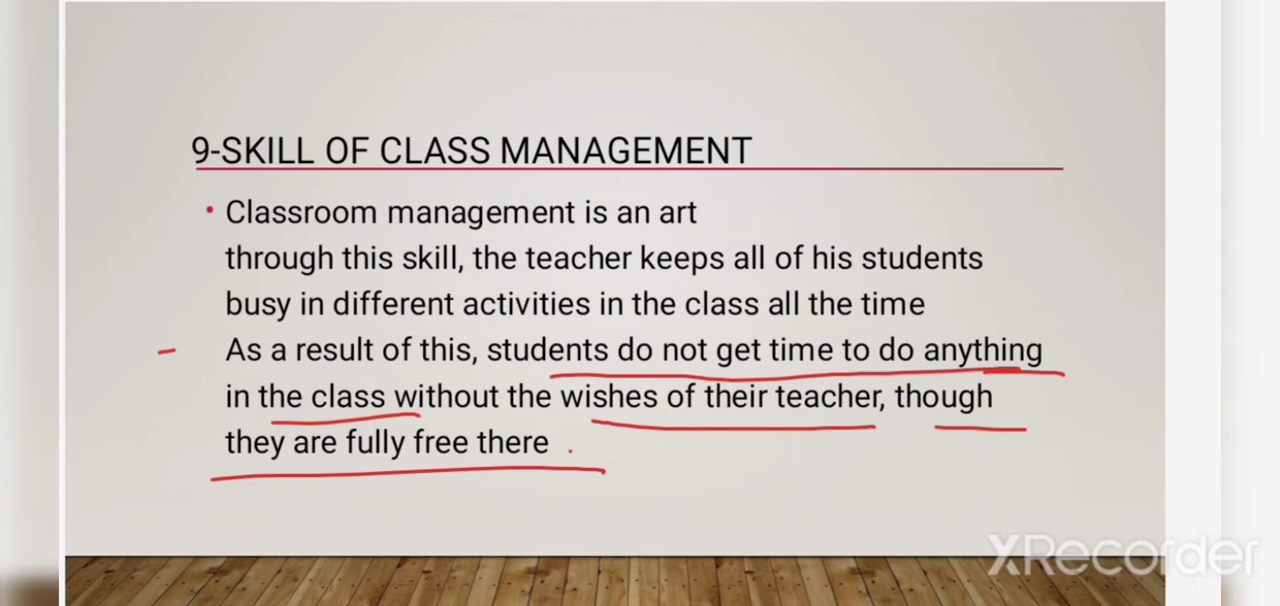 9-SKILL OF CLASS MANAGEMENT
• Classroom management is an art
through this skill, the teacher keeps all of his students
busy in different activities in the class all the time
As a result of this, students do not get time to do anything
in the class without the wishes of their teacher, though
they are fully free there .
XRecorder